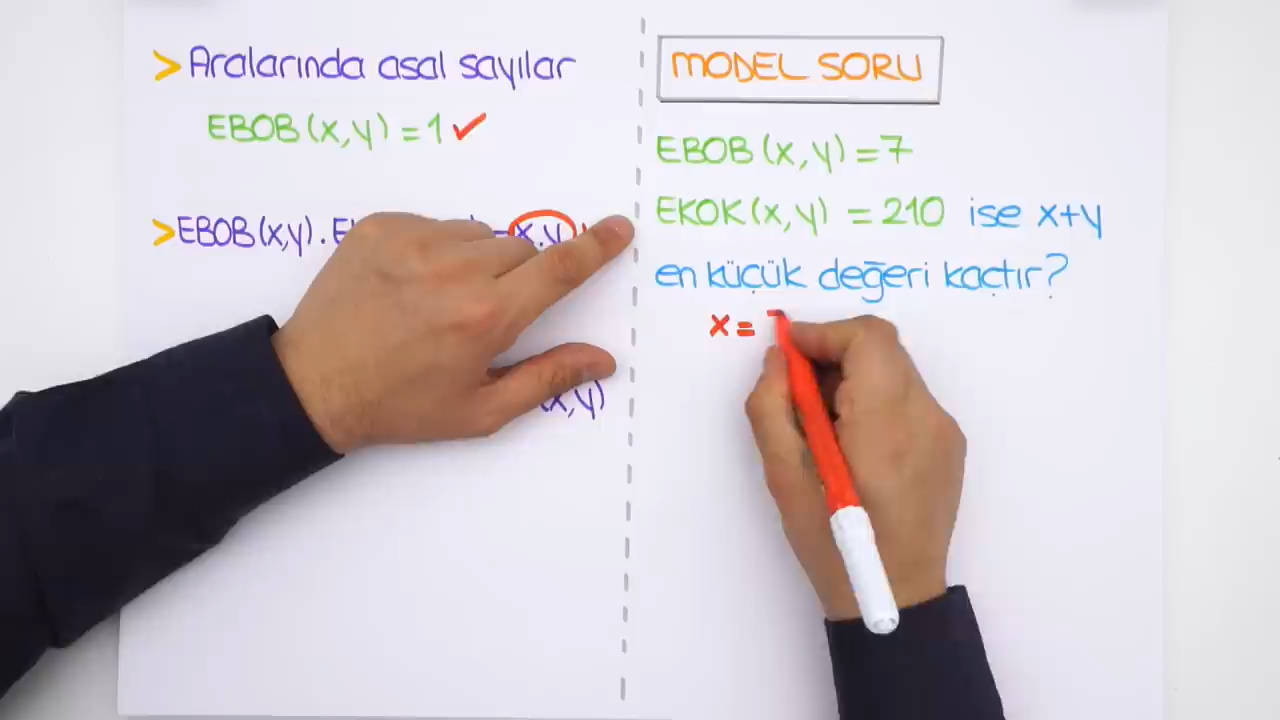 > Aralarında asal sayılar
EBOB(x,y) = 1 ✓
> EBOB(x,y). = x.y
(x,y)
MODEL SORU
EBOB(x,y) = 7
EKOK(x,y) = 210 ise x+y
en küçük değeri kaçtır?
x =